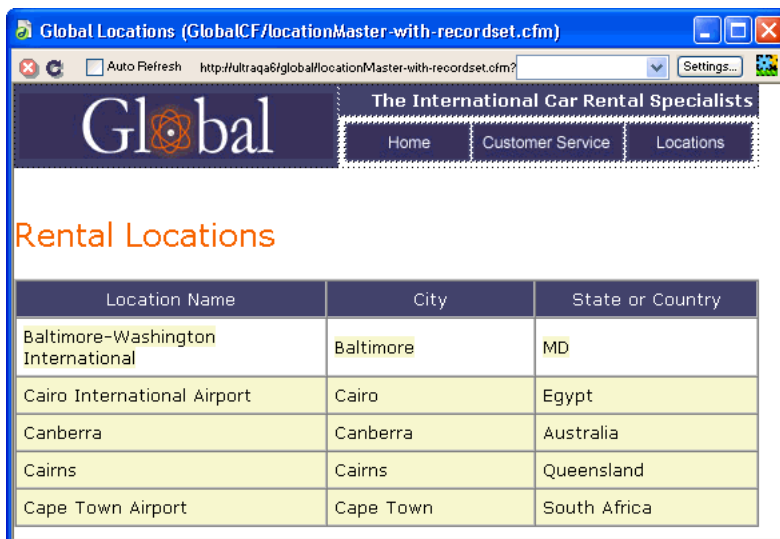 Global Locations (GlobalCF/locationMaster-with-recordset.cfm)
Auto Refresh http://ultraqa6/global/locationMaster-with-recordset.cfm? Settings...
The International Car Rental Specialists
Global
Home Customer Service Locations
Rental Locations
Location Name City State or Country
Baltimore-Washington
International Baltimore MD
Cairo International Airport Cairo Egypt
Canberra Canberra Australia
Cairns Cairns Queensland
Cape Town Airport Cape Town South Africa